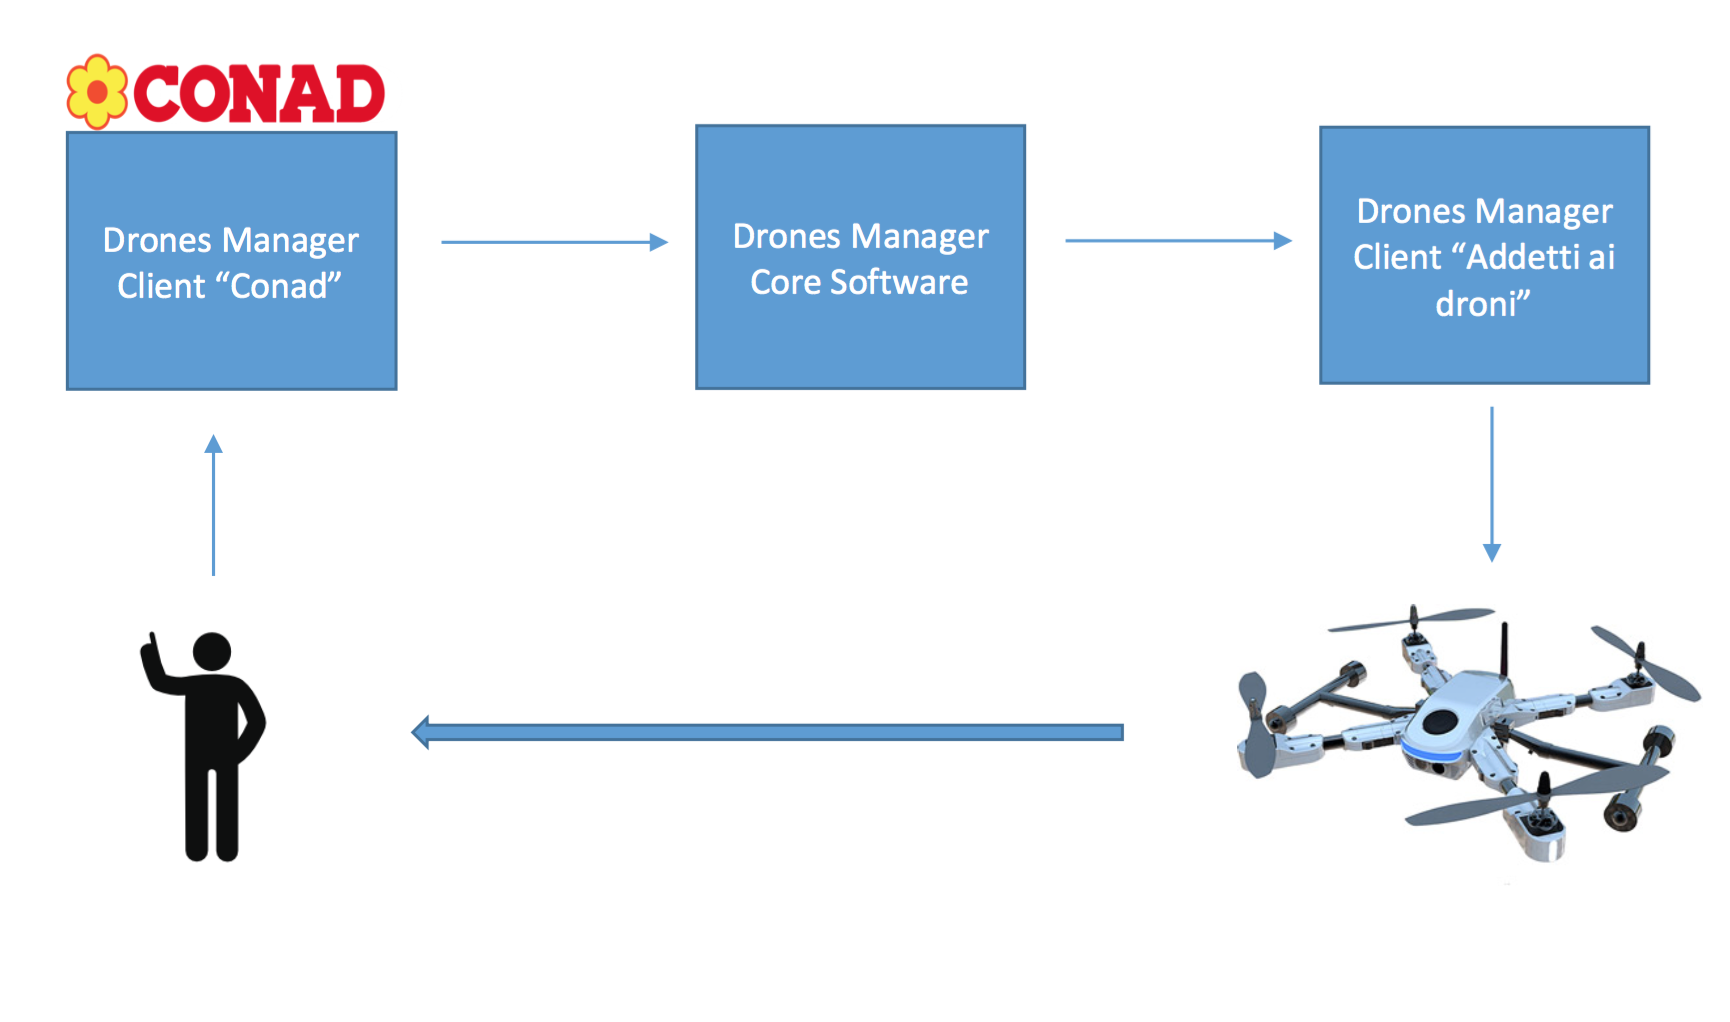 CONAD
Drones Manager
Client “Conad”
Drones Manager
Core Software
Drones Manager
Client “Addetti ai
droni”